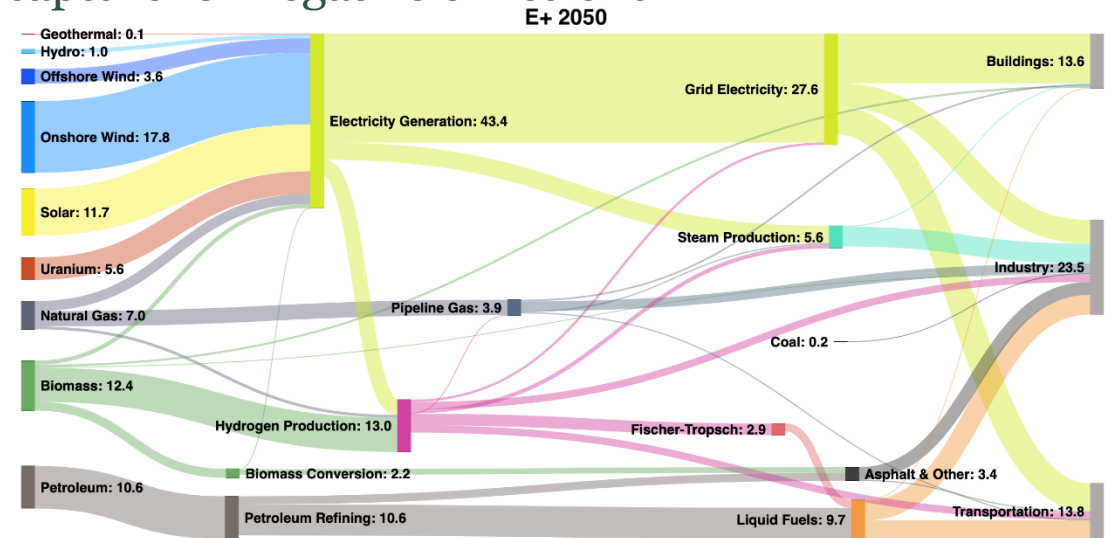 E+ 2050
Geothermal: 0.1
Hydro: 1.0
Offshore Wind: 3.6
Onshore Wind: 17.8
Solar: 11.7
Uranium: 5.6
Natural Gas: 7.0
Biomass: 12.4
Petroleum: 10.6
Electricity Generation: 43.4
Pipeline Gas: 3.9
Hydrogen Production: 13.0
Biomass Conversion: 2.2
Petroleum Refining: 10.6
Grid Electricity: 27.6
Steam Production: 5.6
Coal: 0.2
Fischer-Tropsch: 2.9
Asphalt & Other: 3.4
Liquid Fuels: 9.7
Buildings: 13.6
Industry: 23.5
Transportation: 13.8